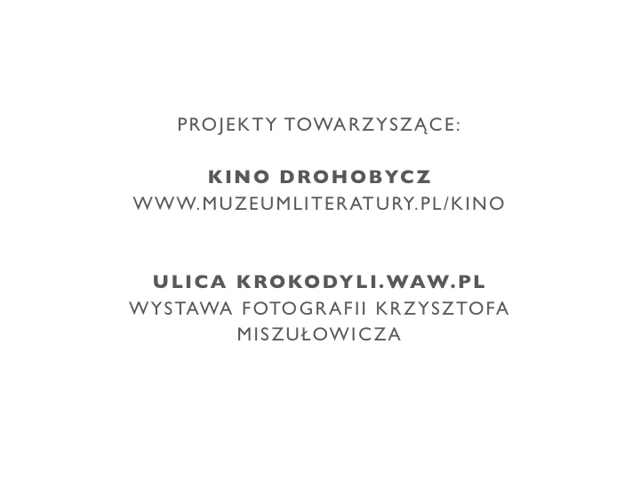 PROJEKTY TOWARZYSZĄCE:
KINO DROHOBYCZ
WWW.MUZEUMLITERATURY.PL/KINO
ULICA KROKODYLI.WAW.PL
WYSTAWA FOTOGRAFII KRZYSZTOFA
MISZUŁOWICZA